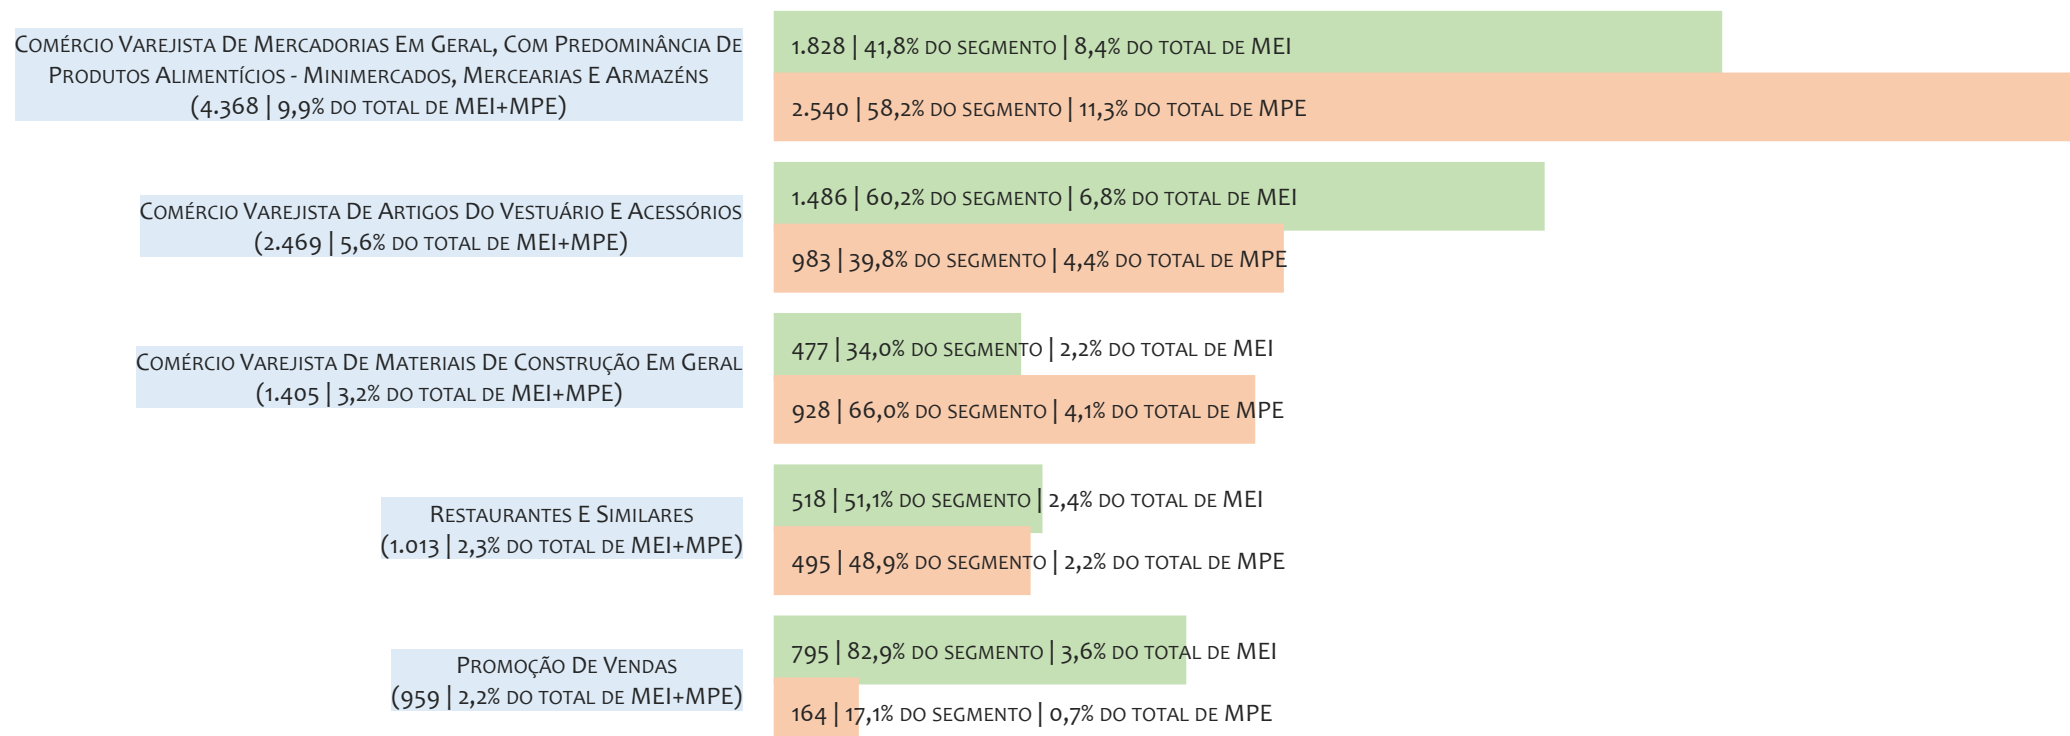 Comércio Varejista De Mercadorias Em Geral, Com Predominância De
Produtos Alimentícios - Minimercados, Mercearias E Armazéns
(4.368 | 9,9% do total de MEI+MPE)
1.828 | 41,8% do segmento | 8,4% do total de MEI
2.540 | 58,2% do segmento | 11,3% do total de MPE
Comércio Varejista De Artigos Do Vestuário E Acessórios
(2.469 | 5,6% do total de MEI+MPE)
1.486 | 60,2% do segmento | 6,8% do total de MEI
983 | 39,8% do segmento | 4,4% do total de MPE
Comércio Varejista De Materiais De Construção Em Geral
(1.405 | 3,2% do total de MEI+MPE)
477 | 34,0% do segmento | 2,2% do total de MEI
928 | 66,0% do segmento | 4,1% do total de MPE
Restaurantes E Similares
(1.013 | 2,3% do total de MEI+MPE)
518 | 51,1% do segmento | 2,4% do total de MEI
495 | 48,9% do segmento | 2,2% do total de MPE
Promoção De Vendas
(959 | 2,2% do total de MEI+MPE)
795 | 82,9% do segmento | 3,6% do total de MEI
164 | 17,1% do segmento | 0,7% do total de MPE